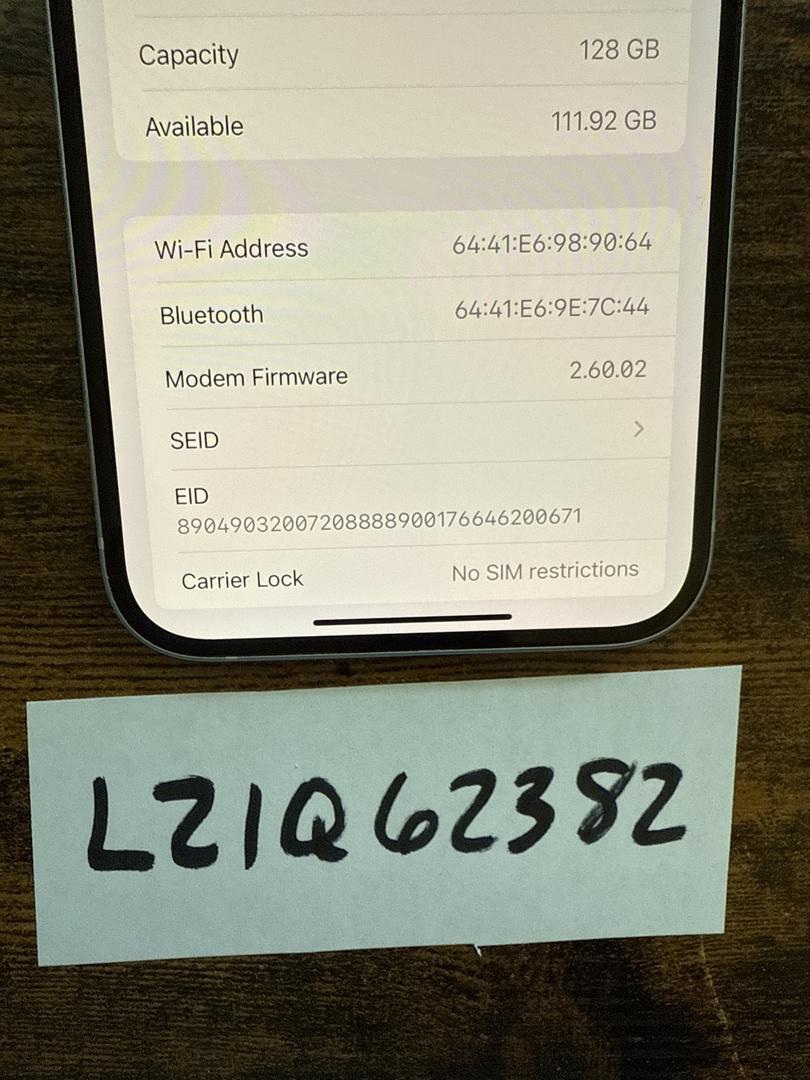 Capacity 128 GB
Available 111.92 GB
Wi-Fi Address 64:41:E6:98:90:64
Bluetooth 64:41:E6:9E:7C:44
Modem Firmware 2.60.02
SEID >
EID
89049032007208888900176646200671
Carrier Lock No SIM restrictions
LZ1Q62382